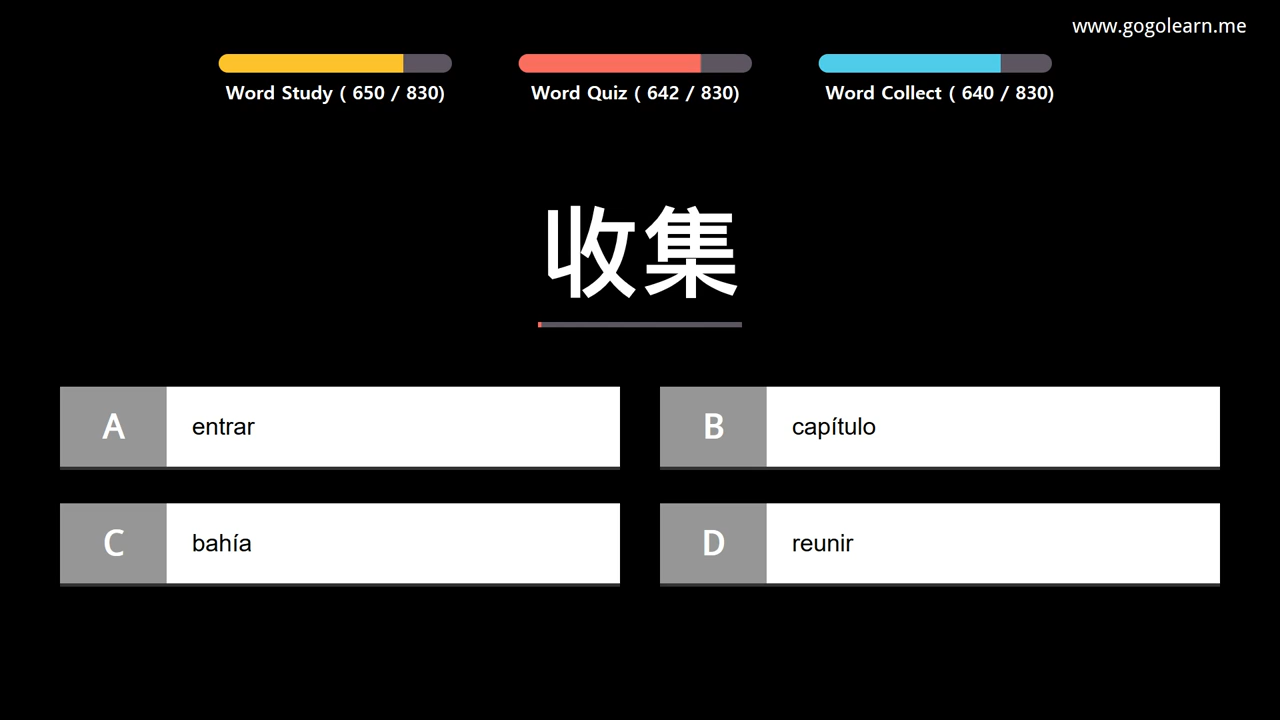 www.gogolearn.me
Word Study ( 650 / 830)
Word Quiz ( 642 / 830)
Word Collect ( 640 / 830)
收集
A entrar
B capítulo
C bahía
D reunir